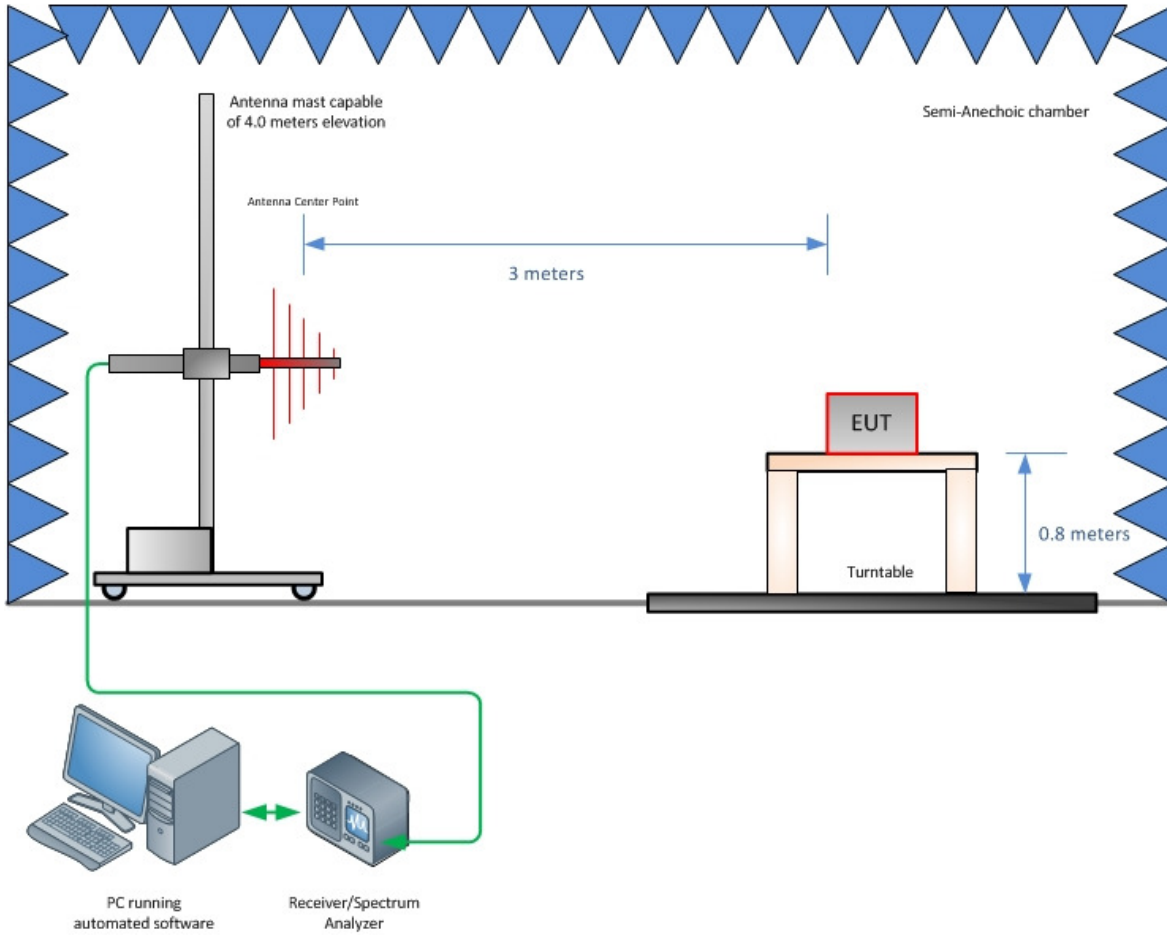 Antenna mast capable
of 4.0 meters elevation
Semi-Anechoic chamber
Antenna Center Point
3 meters
EUT
0.8 meters
Turntable
PC running
automated software
Receiver/Spectrum
Analyzer